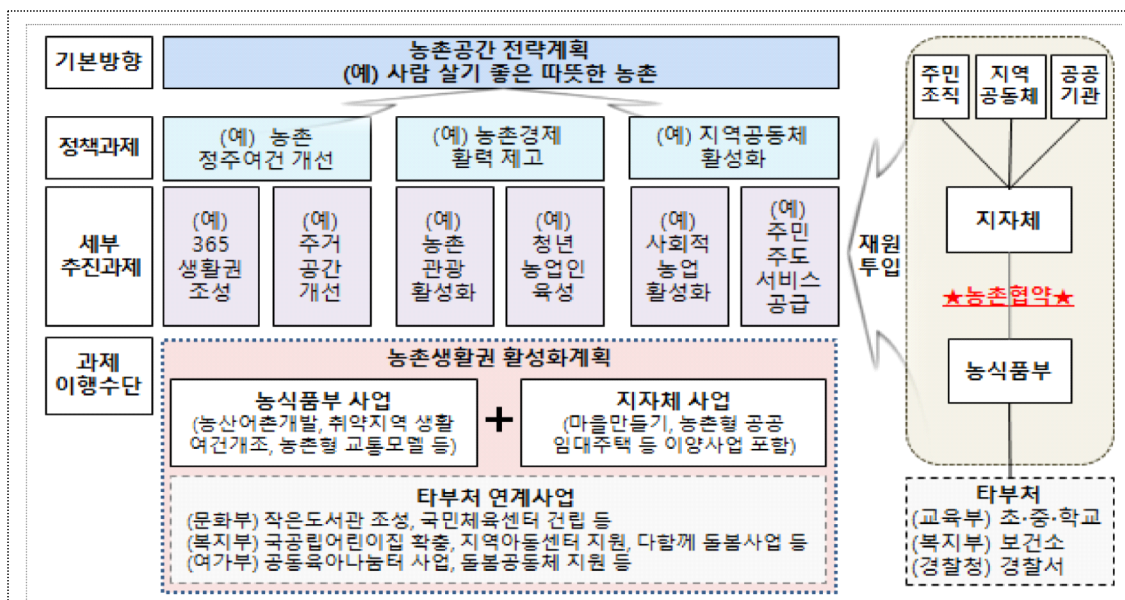 기본방향
농촌공간 전략계획
(예) 사람 살기 좋은 따뜻한 농촌
정책과제
(예) 농촌
정주여건 개선
(예) 농촌경제
활력 제고
(예) 지역공동체
활성화
세부
추진과제
(예)
365
생활권
조성
(예)
주거
공간
개선
(예)
농촌
관광
활성화
(예)
청년
농업인
육성
(예)
사회적
농업
활성화
(예)
주민
주도
서비스
공급
과제
이행수단
농촌생활권 활성화계획
농식품부 사업
(농산어촌개발, 취약지역 생활
여건개조, 농촌형 교통모델 등)
+
지자체 사업
(마을만들기, 농촌형 공공
임대주택 등 이양사업 포함)
타부처 연계사업
(문화부) 작은도서관 조성, 국민체육센터 건립 등
(복지부) 국공립어린이집 확충, 지역아동센터 지원, 다함께 돌봄사업 등
(여가부) 공동육아나눔터 사업, 돌봄공동체 지원 등
재원
투입
주민
조직
지역
공동체
공공
기관
지자체
★농촌협약★
농식품부
타부처
(교육부) 초·중·학교
(복지부) 보건소
(경찰청) 경찰서